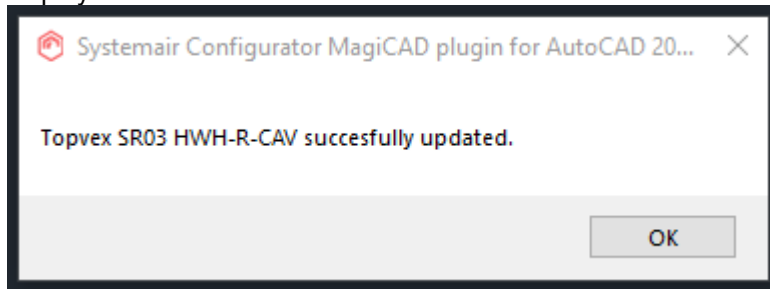 Systemair Configurator MagiCAD plugin for AutoCAD 20...
Topvex SR03 HWH-R-CAV succesfully updated.
OK